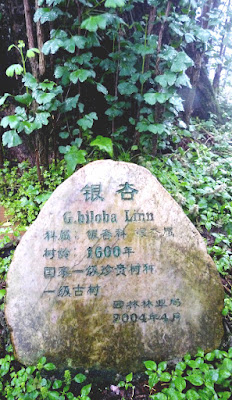 银杏
G.biloba Linn
科属：银杏科 银杏属
树龄：1600年
国家一级珍贵树种
一级古树
园林林业局
2004年4月